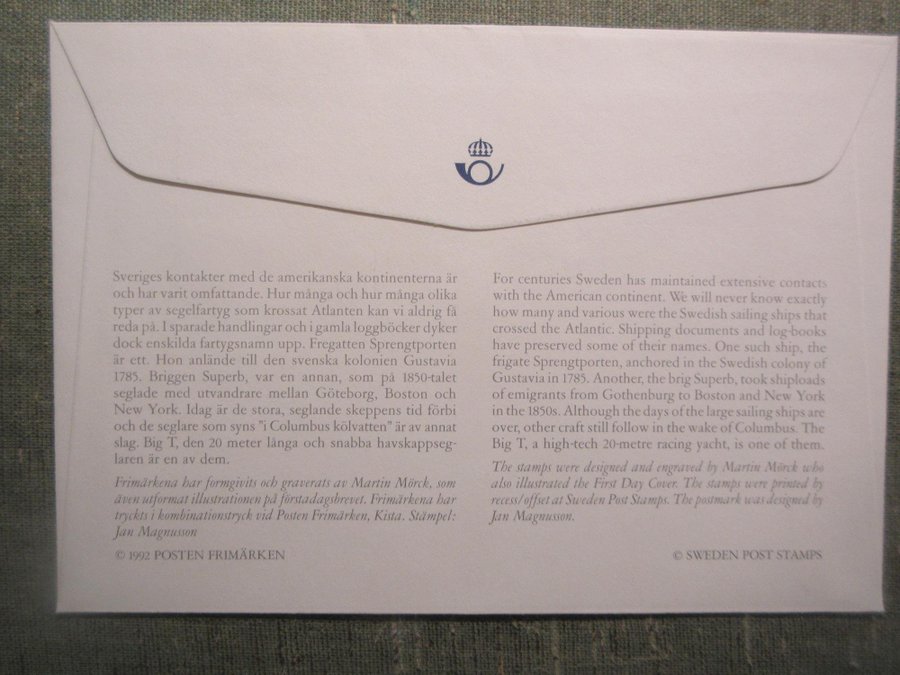 Sveriges kontakter med de amerikanska kontinenterna är
och har varit omfattande. Hur många och hur många olika
typer av segelfartyg som krossat Atlanten kan vi aldrig få
reda på. I sparade handlingar och i gamla loggböcker dyker
dock enskilda fartygsnamn upp. Fregatten Sprengtporten
är ett. Hon anlände till den svenska kolonien Gustavia
1785. Briggen Superb, var en annan, som på 1850-talet
seglade med utvandrare mellan Göteborg, Boston och
New York. Idag är de stora, seglande skeppens tid förbi
och de seglare som syns "i Columbus kölvatten" är av annat
slag. Big T, den 20 meter långa och snabba havskappseg-
laren är en av dem.
Frimärkena har formgivits och graverats av Martin Mörck, som
även utformat illustrationen på förstadagsbrevet. Frimärkena har
tryckts i kombinationstryck vid Posten Frimärken, Kista. Stämpel:
Jan Magnusson
© 1992 POSTEN FRIMÄRKEN
For centuries Sweden has maintained extensive contacts
with the American continent. We will never know exactly
how many and various were the Swedish sailing ships that
crossed the Atlantic. Shipping documents and log-books
have preserved some of their names. One such ship, the
frigate Sprengtporten, anchored in the Swedish colony of
Gustavia in 1785. Another, the brig Superb, took shiploads
of emigrants from Gothenburg to Boston and New York
in the 1850s. Although the days of the large sailing ships are
over, other craft still follow in the wake of Columbus. The
Big T, a high-tech 20-metre racing yacht, is one of them.
The stamps were designed and engraved by Martin Mörck who
also illustrated the First Day Cover. The stamps were printed by
recess/offset at Sweden Post Stamps. The postmark was designed by
Jan Magnusson.
© SWEDEN POST STAMPS